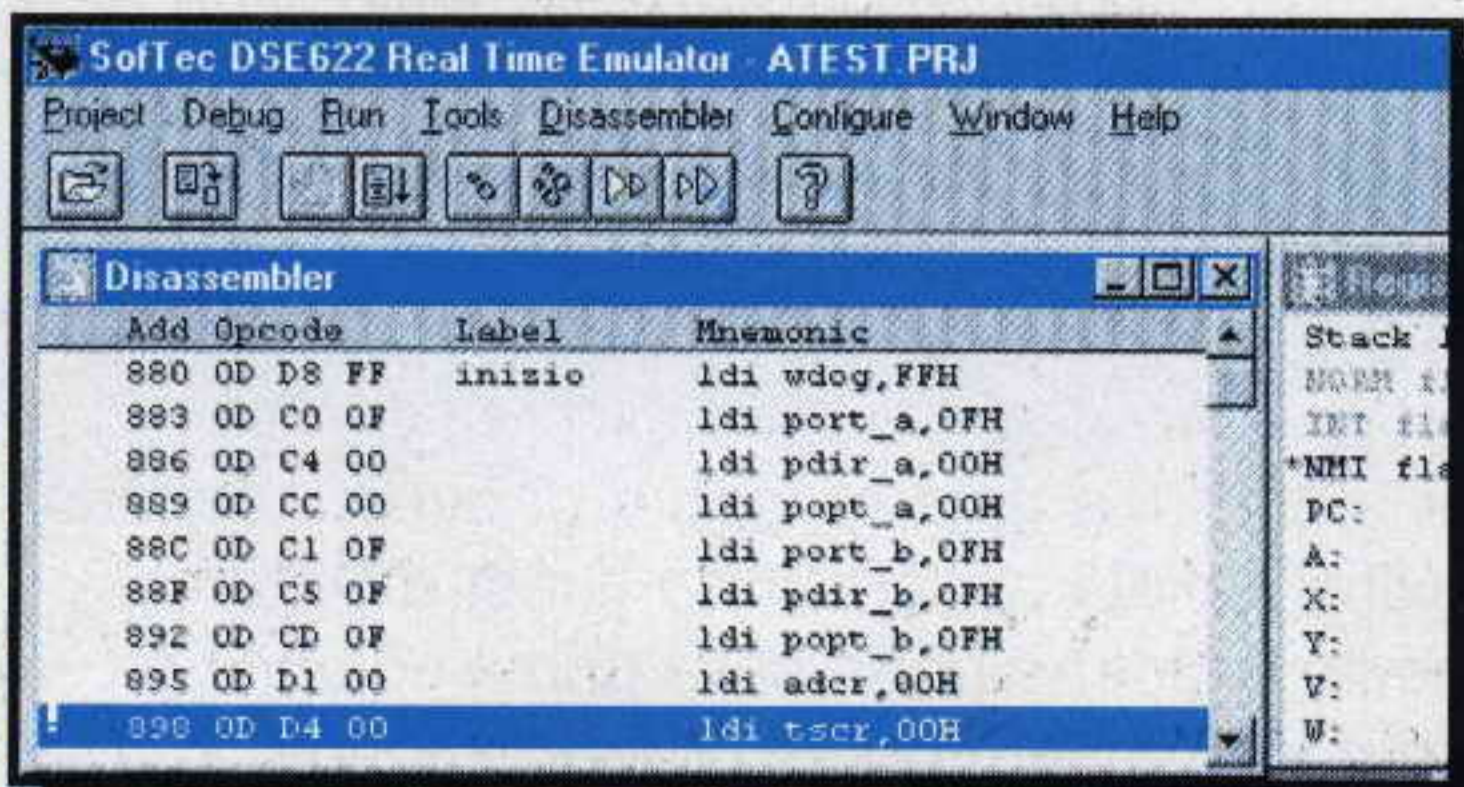 SofTec DSE622 Real Time Emulator - ATEST.PRJ
Project Debug Run Tools Disassembler Configure Window Help
Disassembler
Add Opcode Label Mnemonic
880 0D D8 FF inizio ldi wdog,FFH
883 0D C0 0F ldi port_a,0FH
886 0D C4 00 ldi pdir_a,00H
889 0D CC 00 ldi popt_a,00H
88C 0D C1 0F ldi port_b,0FH
88F 0D C5 0F ldi pdir_b,0FH
892 0D CD 0F ldi popt_b,0FH
895 0D D1 00 ldi adcr,00H
! 898 0D D4 00 ldi tscr,00H
Stack
NORM
INT
*NMI
PC:
A:
X:
Y:
V:
W: